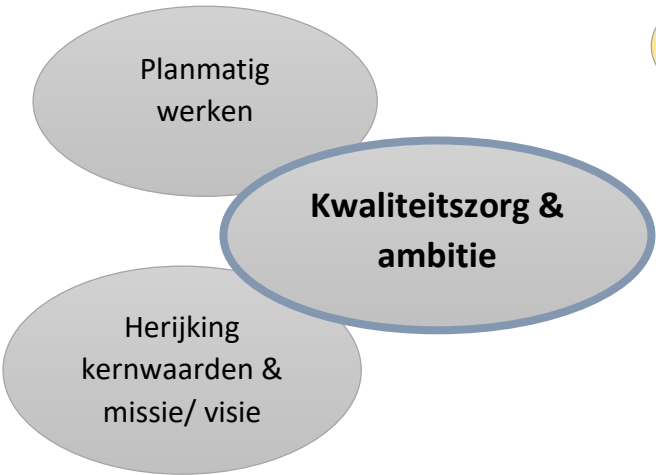 Planmatig
werken
Kwaliteitszorg &
ambitie
Herijking
kernwaarden &
missie/ visie